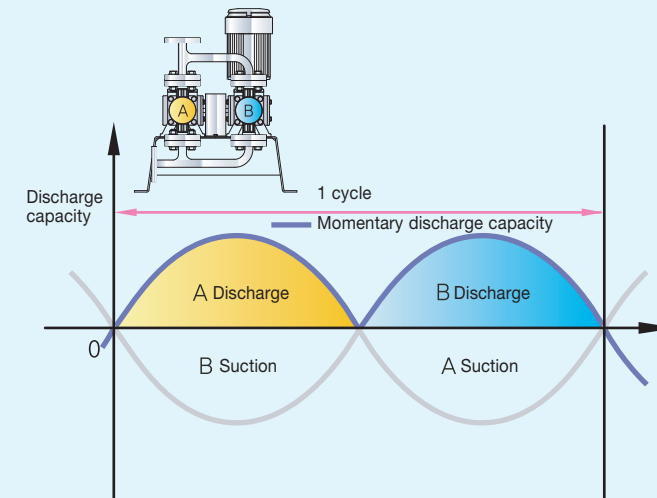 A
B
Discharge
capacity
1 cycle
Momentary discharge capacity
A Discharge
B Discharge
0
B Suction
A Suction